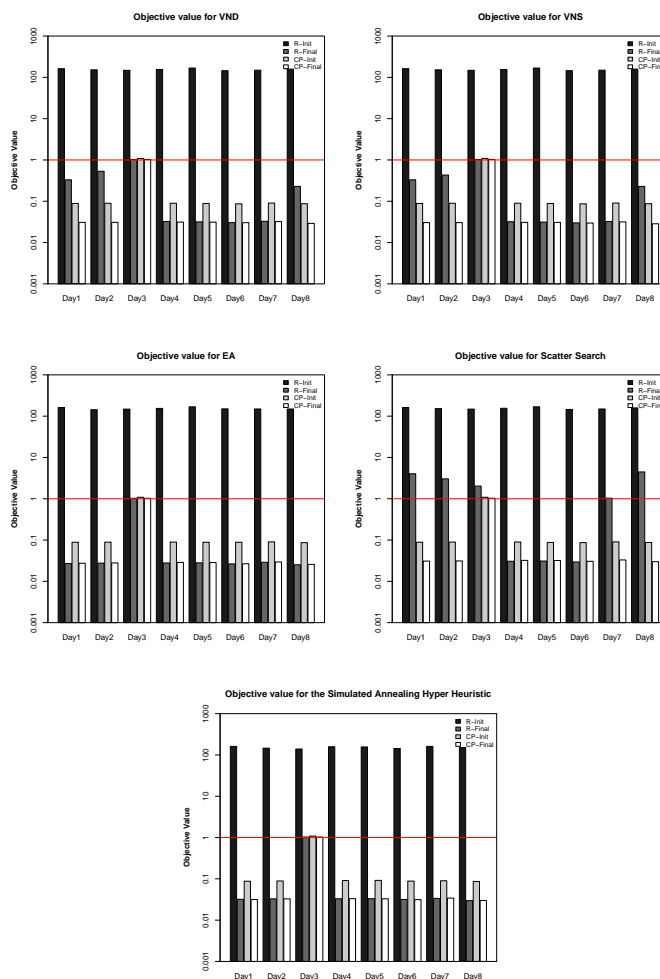 Objective value for VND
Objective Value
1000
100
10
1
0.1
0.01
0.001
R−Init
R−Final
CP−Init
CP−Final
Day1 Day2 Day3 Day4 Day5 Day6 Day7 Day8
Objective value for VNS
Objective Value
1000
100
10
1
0.1
0.01
0.001
R−Init
R−Final
CP−Init
CP−Final
Day1 Day2 Day3 Day4 Day5 Day6 Day7 Day8
Objective value for EA
Objective Value
1000
100
10
1
0.1
0.01
0.001
R−Init
R−Final
CP−Init
CP−Final
Day1 Day2 Day3 Day4 Day5 Day6 Day7 Day8
Objective value for Scatter Search
Objective Value
1000
100
10
1
0.1
0.01
0.001
R−Init
R−Final
CP−Init
CP−Final
Day1 Day2 Day3 Day4 Day5 Day6 Day7 Day8
Objective value for the Simulated Annealing Hyper Heuristic
Objective Value
1000
100
10
1
0.1
0.01
0.001
R−Init
R−Final
CP−Init
CP−Final
Day1 Day2 Day3 Day4 Day5 Day6 Day7 Day8